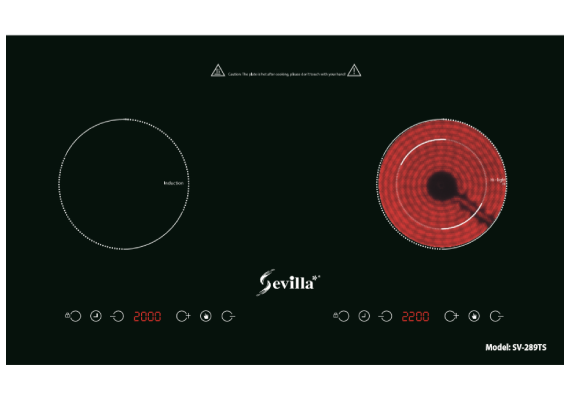 Caution: The plate is hot after cooking, please don't touch with your hand!
Induction
Hi - light
Sevilla
2000
2200
Model: SV-289TS